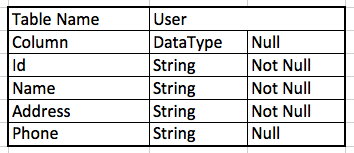 Table Name User
Column DataType Null
Id String Not Null
Name String Not Null
Address String Not Null
Phone String Null